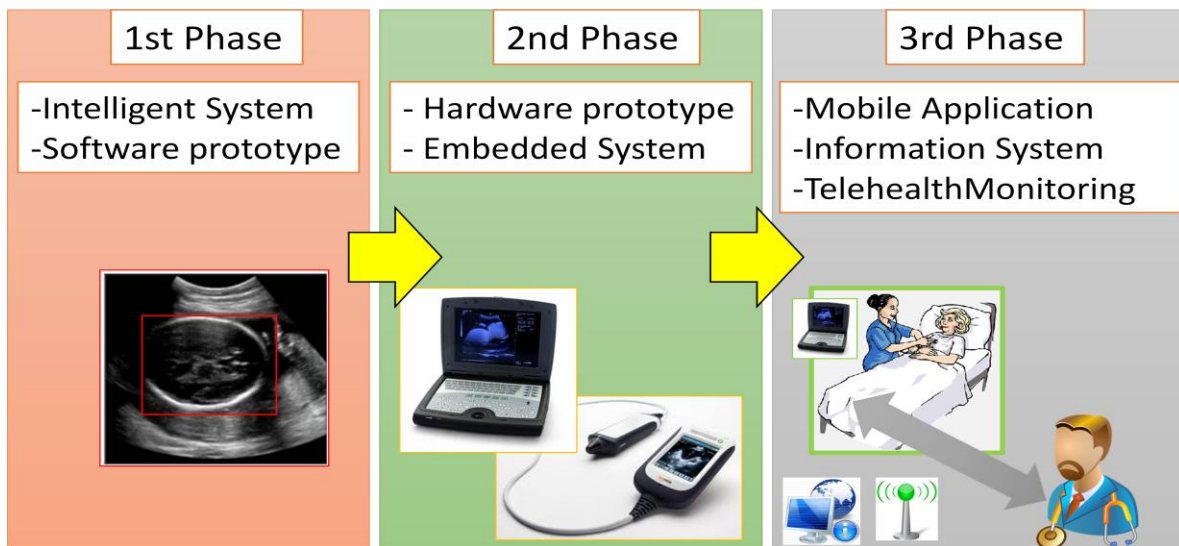 1st Phase
-Intelligent System
-Software prototype
2nd Phase
- Hardware prototype
- Embedded System
3rd Phase
-Mobile Application
-Information System
-TelehealthMonitoring